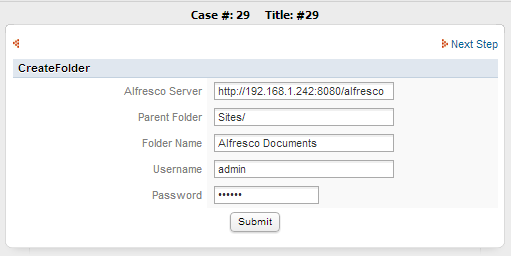 Case #: 29 Title: #29
Next Step
CreateFolder
Alfresco Server http://192.168.1.242:8080/alfresco
Parent Folder Sites/
Folder Name Alfresco Documents
Username admin
Password ••••••
Submit